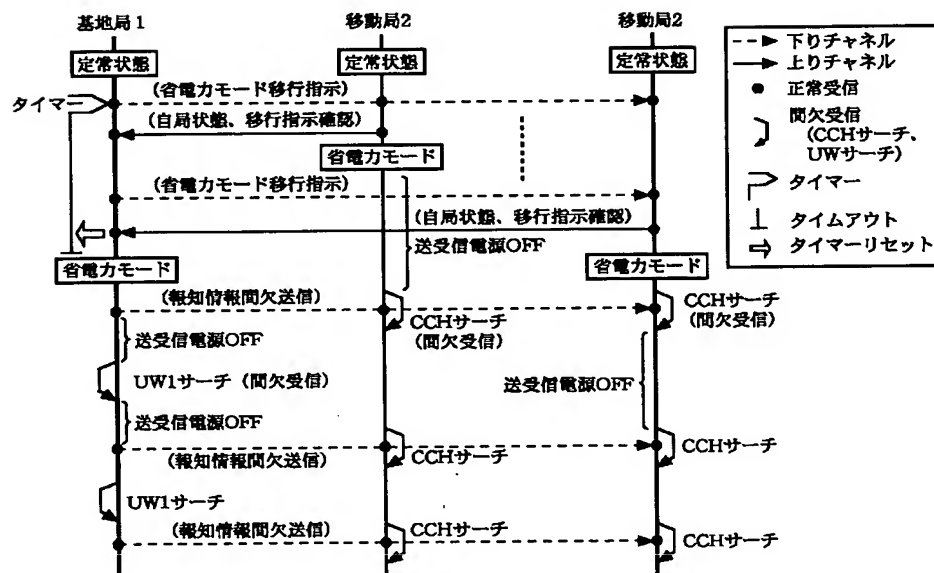 基地局1
移動局2
移動局2
定常状態
定常状態
定常状態
タイマー
(省電力モード移行指示)
(自局状態、移行指示確認)
省電力モード
(省電力モード移行指示)
(自局状態、移行指示確認)
送受信電源OFF
省電力モード
省電力モード
(報知情報間欠送信)
CCHサーチ
(間欠受信)
CCHサーチ
(間欠受信)
送受信電源OFF
UW1サーチ(間欠受信)
送受信電源OFF
送受信電源OFF
(報知情報間欠送信)
CCHサーチ
CCHサーチ
UW1サーチ
(報知情報間欠送信)
CCHサーチ
CCHサーチ
下りチャネル
上りチャネル
正常受信
間欠受信
(CCHサーチ、
UWサーチ)
タイマー
タイムアウト
タイマーリセット